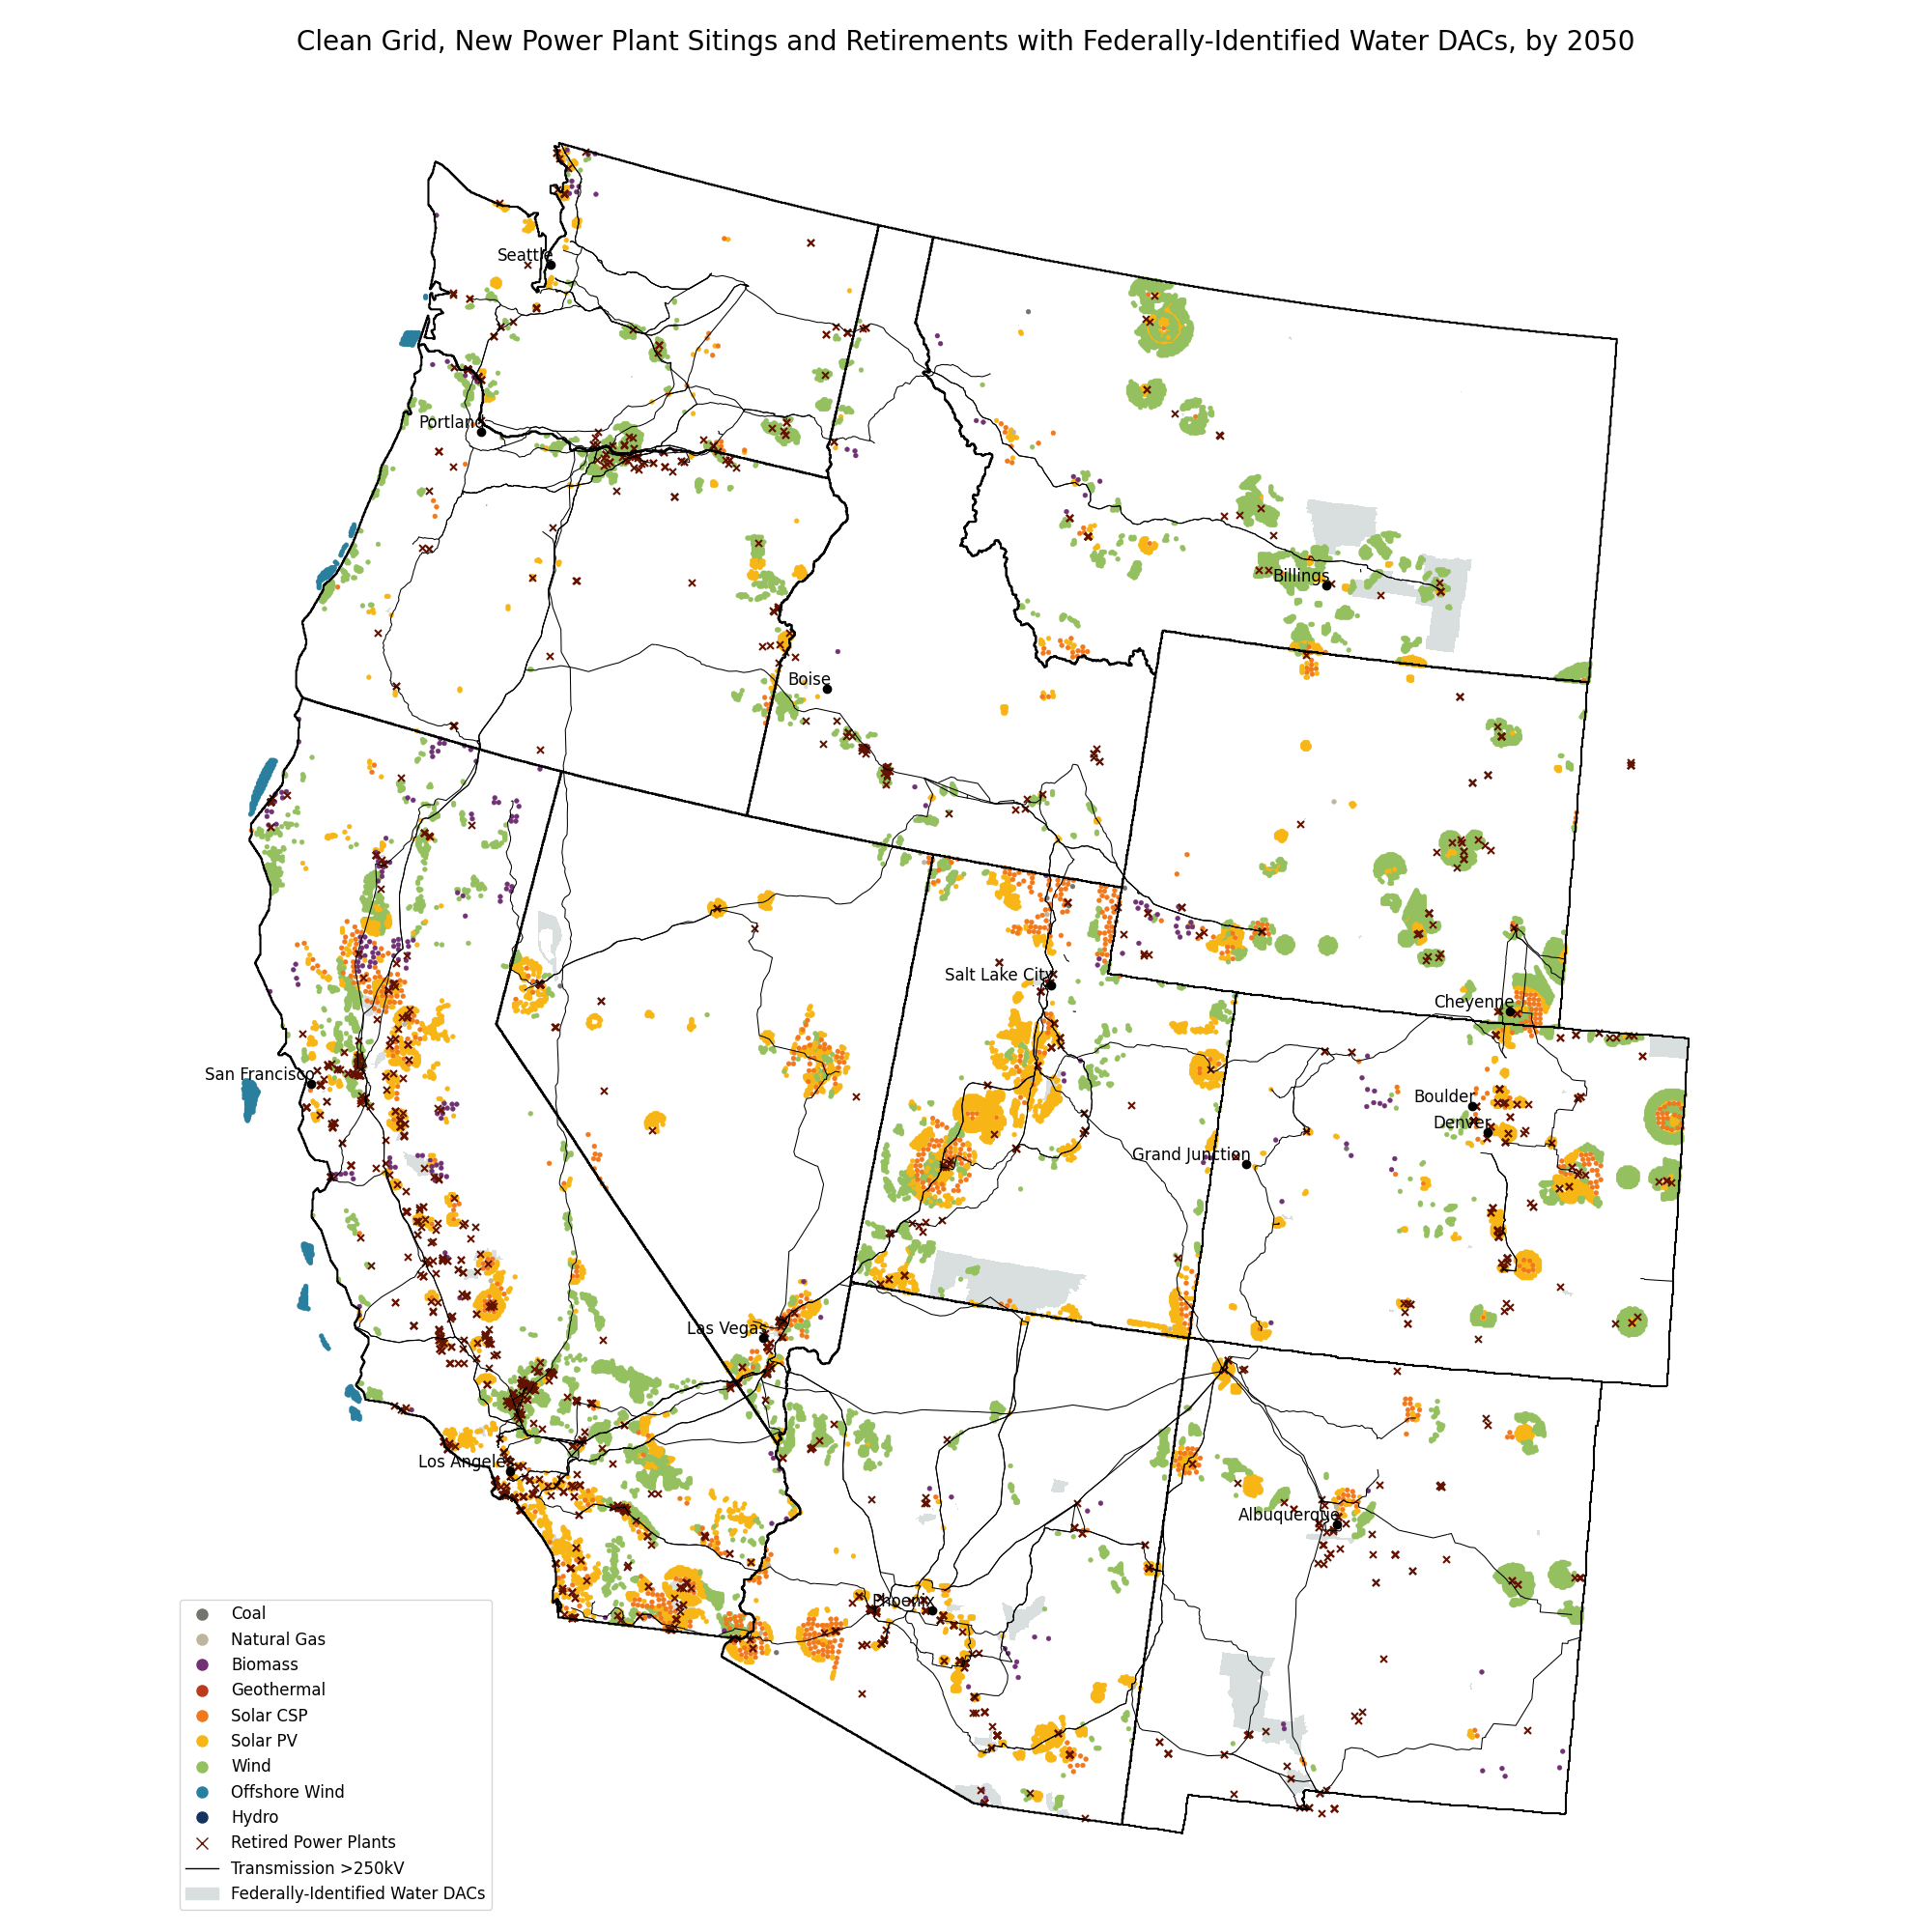 Clean Grid, New Power Plant Sitings and Retirements with Federally-Identified Water DACs, by 2050
Seattle
Portland
Billings
Boise
Salt Lake City
Cheyenne
San Francisco
Boulder
Denver
Grand Junction
Las Vegas
Los Angeles
Albuquerque
Phoenix
Coal
Natural Gas
Biomass
Geothermal
Solar CSP
Solar PV
Wind
Offshore Wind
Hydro
Retired Power Plants
Transmission >250kV
Federally-Identified Water DACs